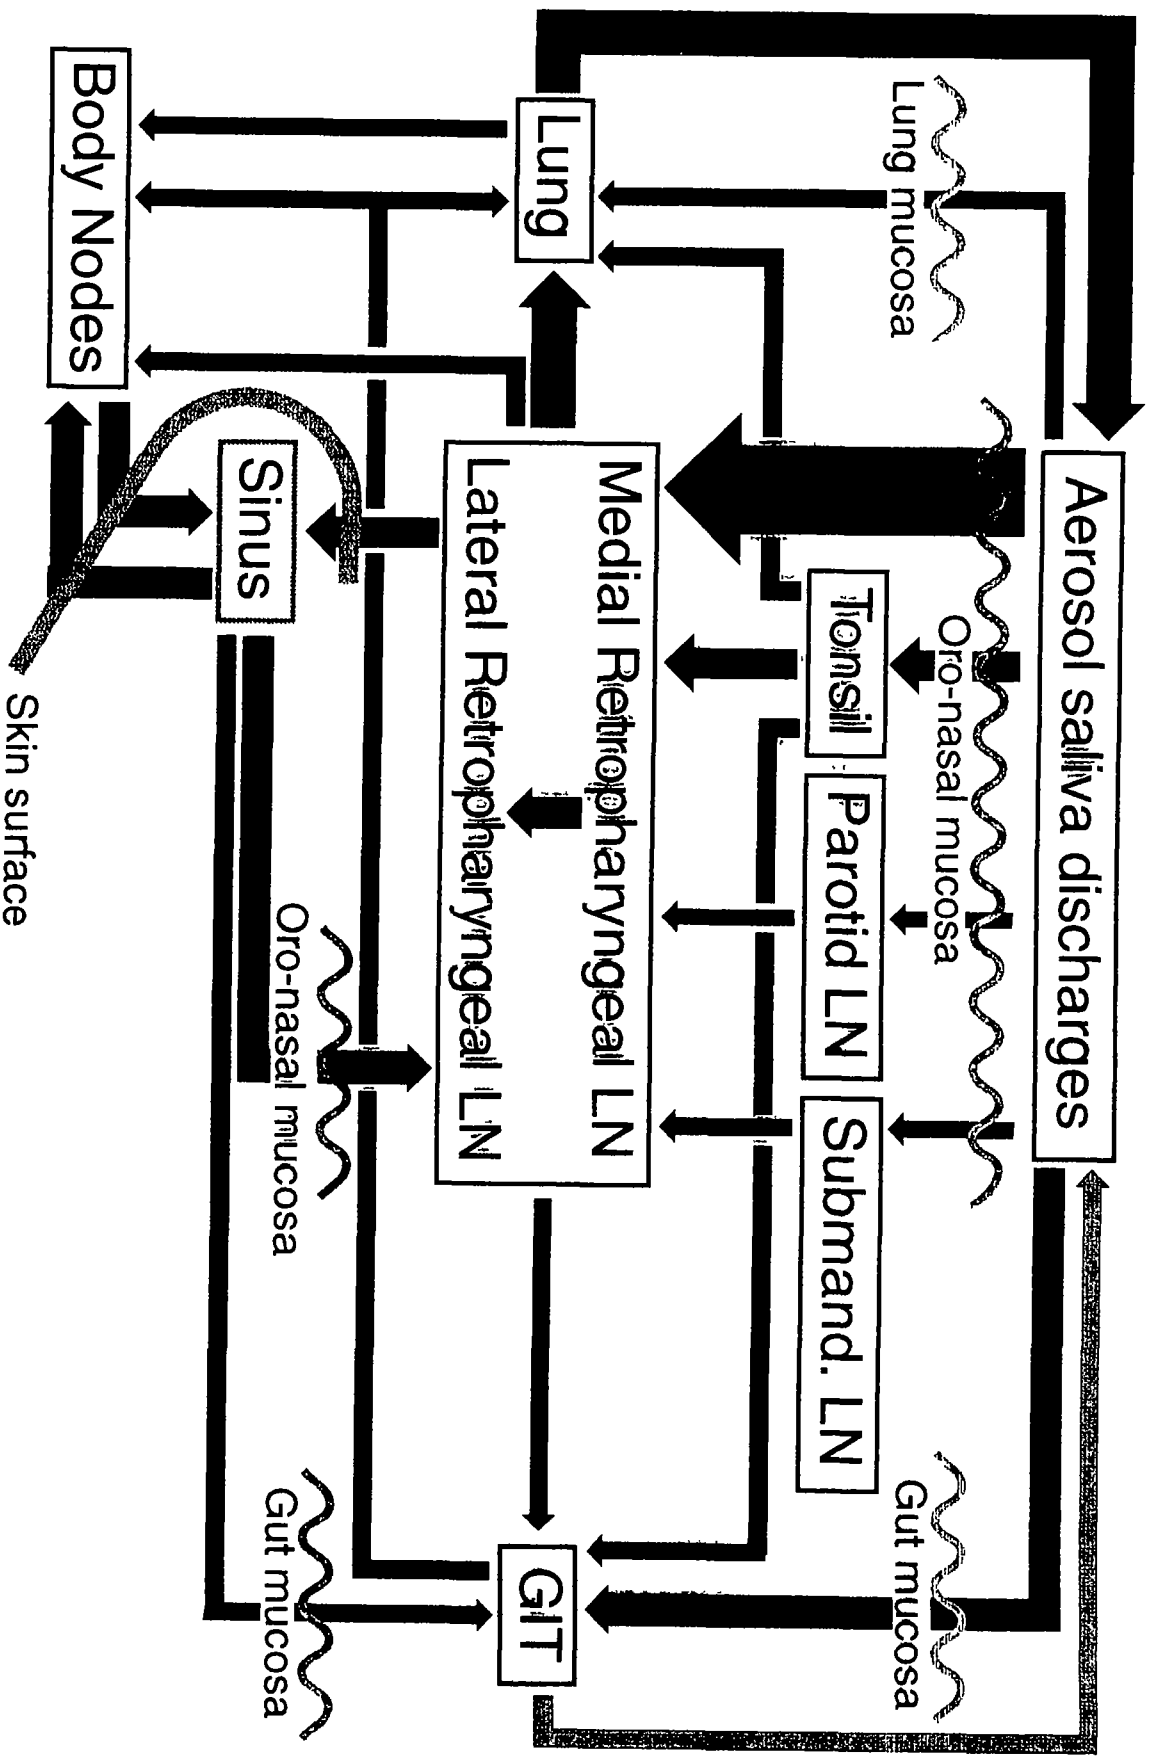 Aerosol saliva discharges
Lung mucosa
Oro-nasal mucosa
Gut mucosa
Tonsil
Parotid LN
Submand. LN
Lung
Medial Retropharyngeal LN
Lateral Retropharyngeal LN
GIT
Sinus
Oro-nasal mucosa
Gut mucosa
Body Nodes
Skin surface